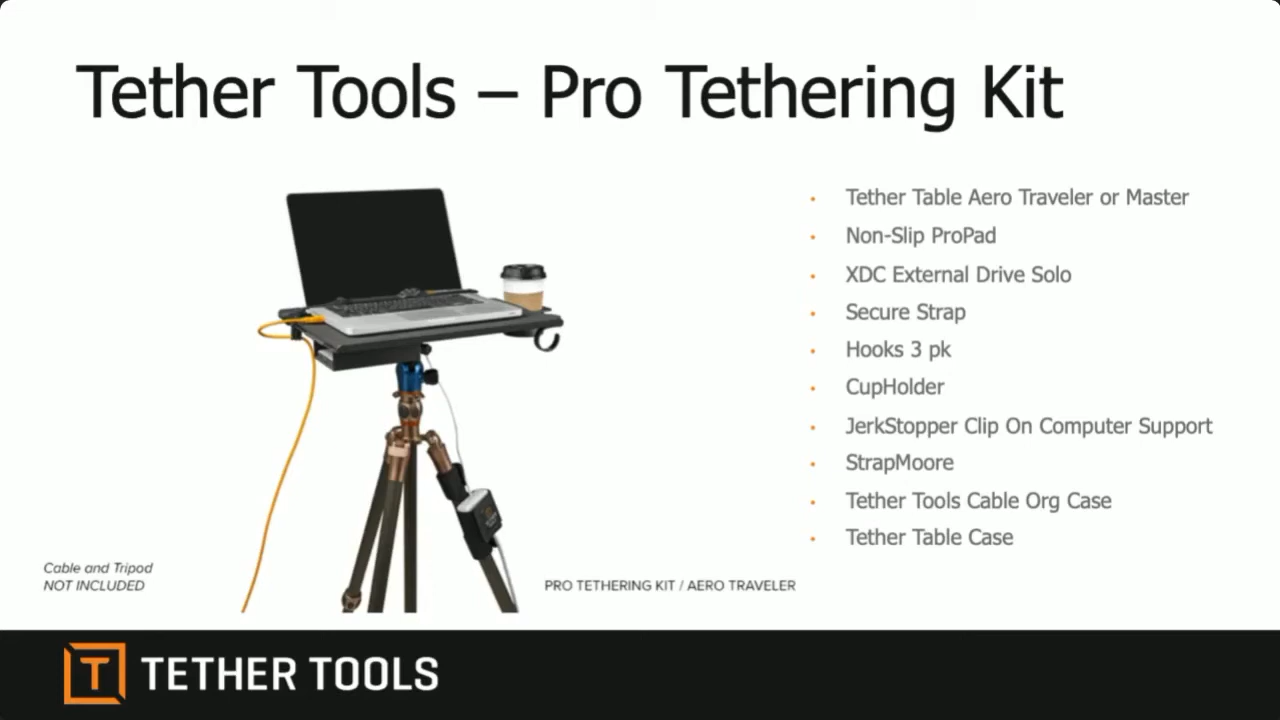 Tether Tools – Pro Tethering Kit
Tether Table Aero Traveler or Master
Non-Slip ProPad
XDC External Drive Solo
Secure Strap
Hooks 3 pk
CupHolder
JerkStopper Clip On Computer Support
StrapMoore
Tether Tools Cable Org Case
Tether Table Case
Cable and Tripod
NOT INCLUDED
PRO TETHERING KIT / AERO TRAVELER
T TETHER TOOLS